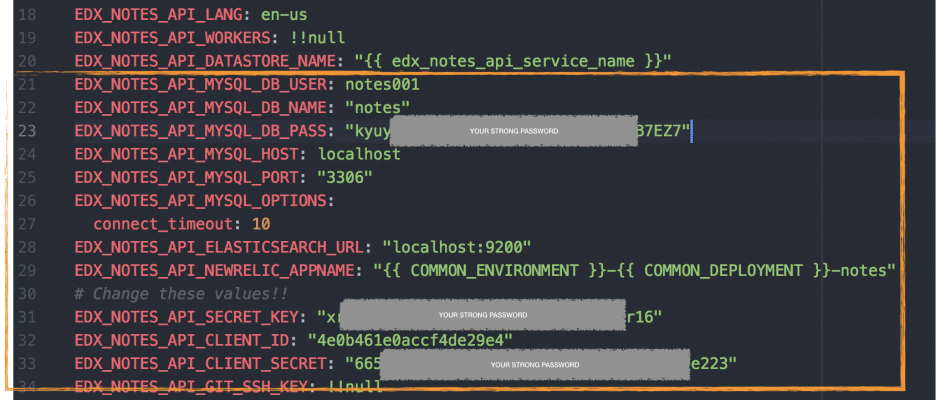 18 EDX_NOTES_API_LANG: en-us
19 EDX_NOTES_API_WORKERS: !!null
20 EDX_NOTES_API_DATASTORE_NAME: "{{ edx_notes_api_service_name }}"
21 EDX_NOTES_API_MYSQL_DB_USER: notes001
22 EDX_NOTES_API_MYSQL_DB_NAME: "notes"
23 EDX_NOTES_API_MYSQL_DB_PASS: "kyuy YOUR STRONG PASSWORD 37EZ7"
24 EDX_NOTES_API_MYSQL_HOST: localhost
25 EDX_NOTES_API_MYSQL_PORT: "3306"
26 EDX_NOTES_API_MYSQL_OPTIONS:
27 connect_timeout: 10
28 EDX_NOTES_API_ELASTICSEARCH_URL: "localhost:9200"
29 EDX_NOTES_API_NEWRELIC_APPNAME: "{{ COMMON_ENVIRONMENT }}-{{ COMMON_DEPLOYMENT }}-notes"
30 # Change these values!!
31 EDX_NOTES_API_SECRET_KEY: "x YOUR STRONG PASSWORD r16"
32 EDX_NOTES_API_CLIENT_ID: "4e0b461e0accf4de29e4"
33 EDX_NOTES_API_CLIENT_SECRET: "665 YOUR STRONG PASSWORD e223"
34 EDX_NOTES_API_GIT_SSH_KEY: !!null